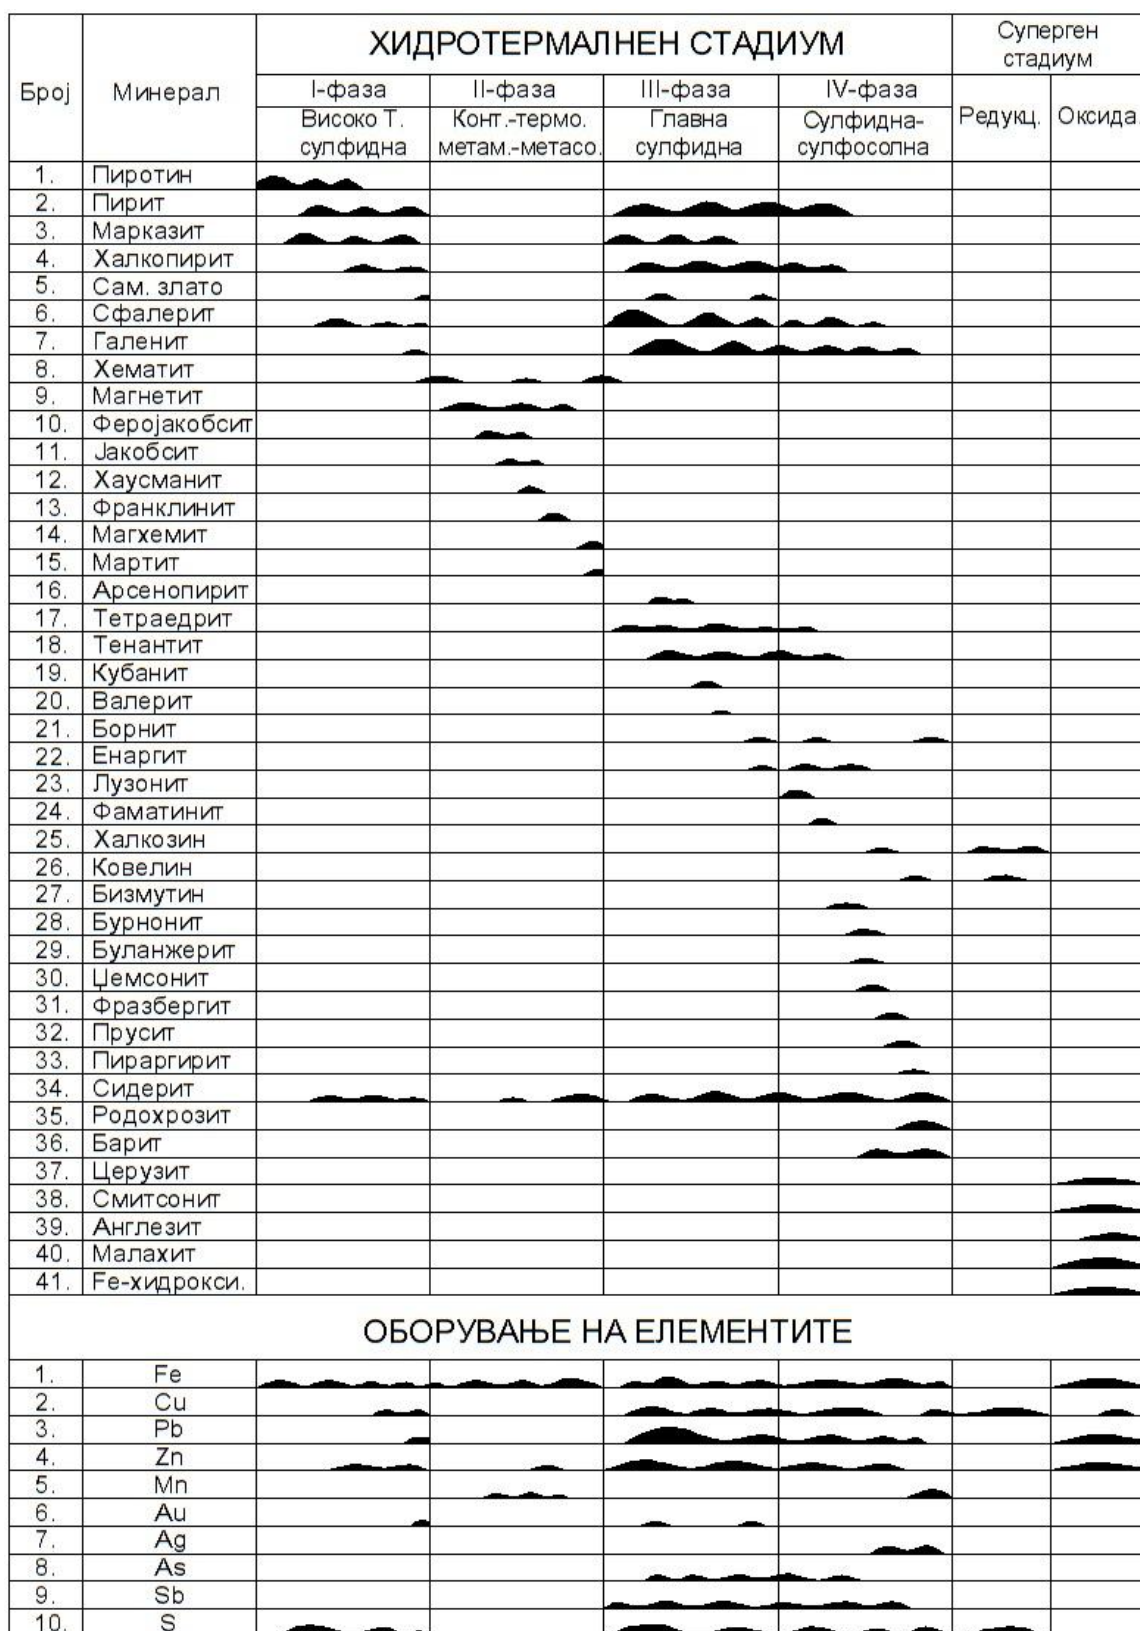 ХИДРОТЕРМАЛНЕН СТАДИУМ
Суперген
стадиум
Број
Минерал
I-фаза
II-фаза
III-фаза
IV-фаза
Високо Т.
сулфидна
Конт.-термо.
метам.-метасо.
Главна
сулфидна
Сулфидна-
сулфосолна
Редукц.
Оксида.
1. Пиротин
2. Пирит
3. Марказит
4. Халкопирит
5. Сам. злато
6. Сфалерит
7. Галенит
8. Хематит
9. Магнетит
10. Феројакобсит
11. Јакобсит
12. Хаусманит
13. Франклинит
14. Магхемит
15. Мартит
16. Арсенопирит
17. Тетраедрит
18. Тенантит
19. Кубанит
20. Валерит
21. Борнит
22. Енаргит
23. Лузонит
24. Фаматинит
25. Халкозин
26. Ковелин
27. Бизмутин
28. Бурнонит
29. Буланжерит
30. Џемсонит
31. Фразбергит
32. Прусит
33. Пираргирит
34. Сидерит
35. Родохрозит
36. Барит
37. Церузит
38. Смитсонит
39. Англезит
40. Малахит
41. Fe-хидрокси.
ОБОРУВАЊЕ НА ЕЛЕМЕНТИТЕ
1. Fe
2. Cu
3. Pb
4. Zn
5. Mn
6. Au
7. Ag
8. As
9. Sb
10. S